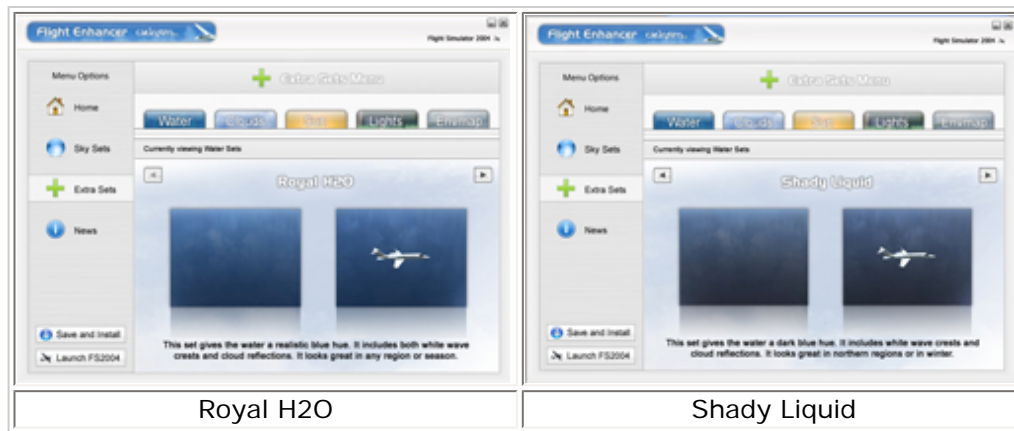 Flight Enhancer
Flight Simulator 2004
Menu Options
Extra Sets Menu
Home
Water Clouds Sun Lights Envmap
Sky Sets
Currently viewing Water Sets
Extra Sets
Royal H2O
News
Save and Install
Launch FS2004
This set gives the water a realistic blue hue. It includes both white wave
crests and cloud reflections. It looks great in any region or season.
Royal H2O
Flight Enhancer
Flight Simulator 2004
Menu Options
Extra Sets Menu
Home
Water Clouds Sun Lights Envmap
Sky Sets
Currently viewing Water Sets
Extra Sets
Shady Liquid
News
Save and Install
Launch FS2004
This set gives the water a dark blue hue. It includes white wave crests and
cloud reflections. It looks great in northern regions or in winter.
Shady Liquid